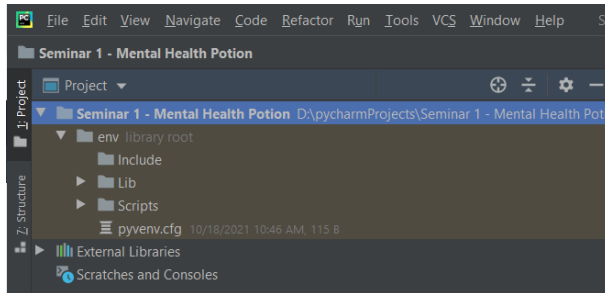 PC File Edit View Navigate Code Refactor Run Tools VCS Window Help S
Seminar 1 - Mental Health Potion
1: Project
Project
Seminar 1 - Mental Health Potion D:\pycharmProjects\Seminar 1 - Mental Health Pot
env library root
Include
Lib
Scripts
pyvenv.cfg 10/18/2021 10:46 AM, 115 B
Z: Structure
External Libraries
Scratches and Consoles